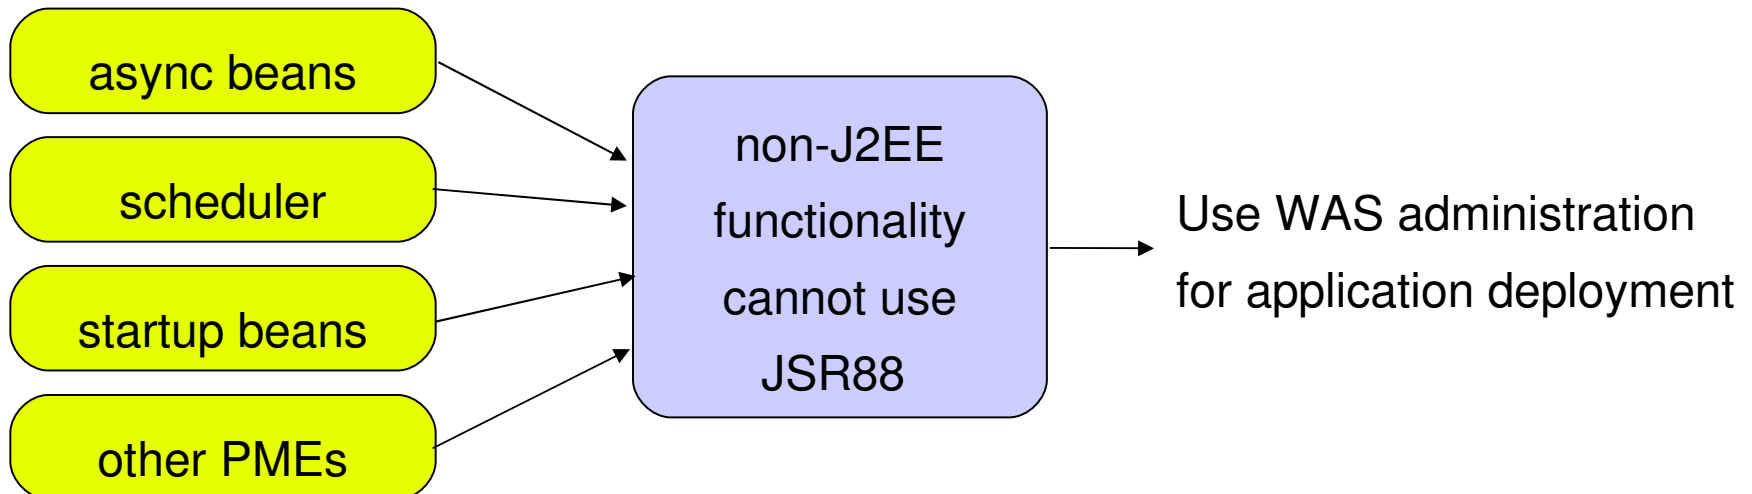 async beans
scheduler
startup beans
other PMEs
non-J2EE
functionality
cannot use
JSR88
Use WAS administration
for application deployment